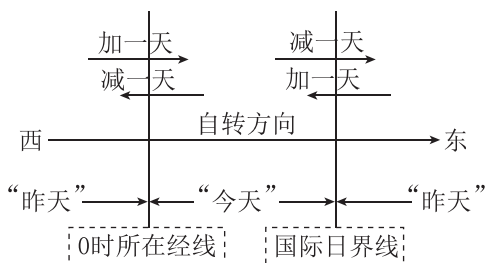 加一天 减一天
减一天 加一天
自转方向
西 东
“昨天” “今天” “昨天”
0时所在经线 国际日界线